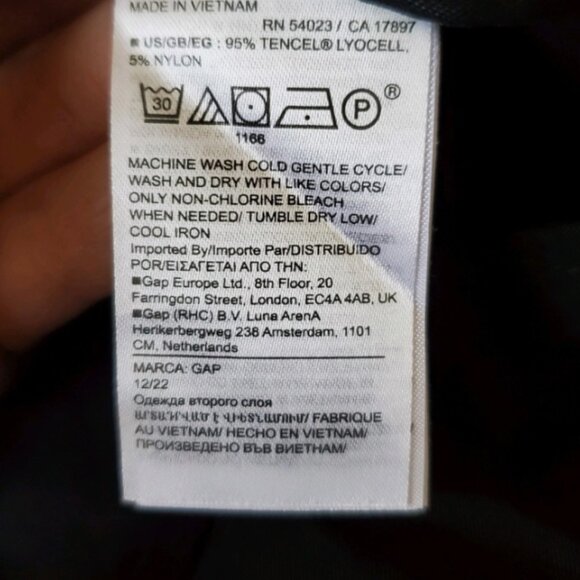 MADE IN VIETNAM
RN 54023 / CA 17897
■ US/GB/EG : 95% TENCEL® LYOCELL,
5% NYLON
30 P ®
1166
MACHINE WASH COLD GENTLE CYCLE/
WASH AND DRY WITH LIKE COLORS/
ONLY NON-CHLORINE BLEACH
WHEN NEEDED/ TUMBLE DRY LOW/
COOL IRON
Imported By/Importe Par/DISTRIBUIDO
POR/ΕΙΣΑΓΕΤΑΙ ΑΠΟ ΤΗΝ:
■Gap Europe Ltd., 8th Floor, 20
Farringdon Street, London, EC4A 4AB, UK
■Gap (RHC) B.V. Luna ArenA
Herikerbergweg 238 Amsterdam, 1101
CM, Netherlands
MARCA: GAP
12/22
Одежда второго слоя
ԱՐՏԱԴՐՎԱԾ Է ՎԻԵՏՆԱՄՈՒՄ/ FABRIQUE
AU VIETNAM/ HECHO EN VIETNAM/
ПРОИЗВЕДЕНО ВЪВ ВИЕТНАМ/